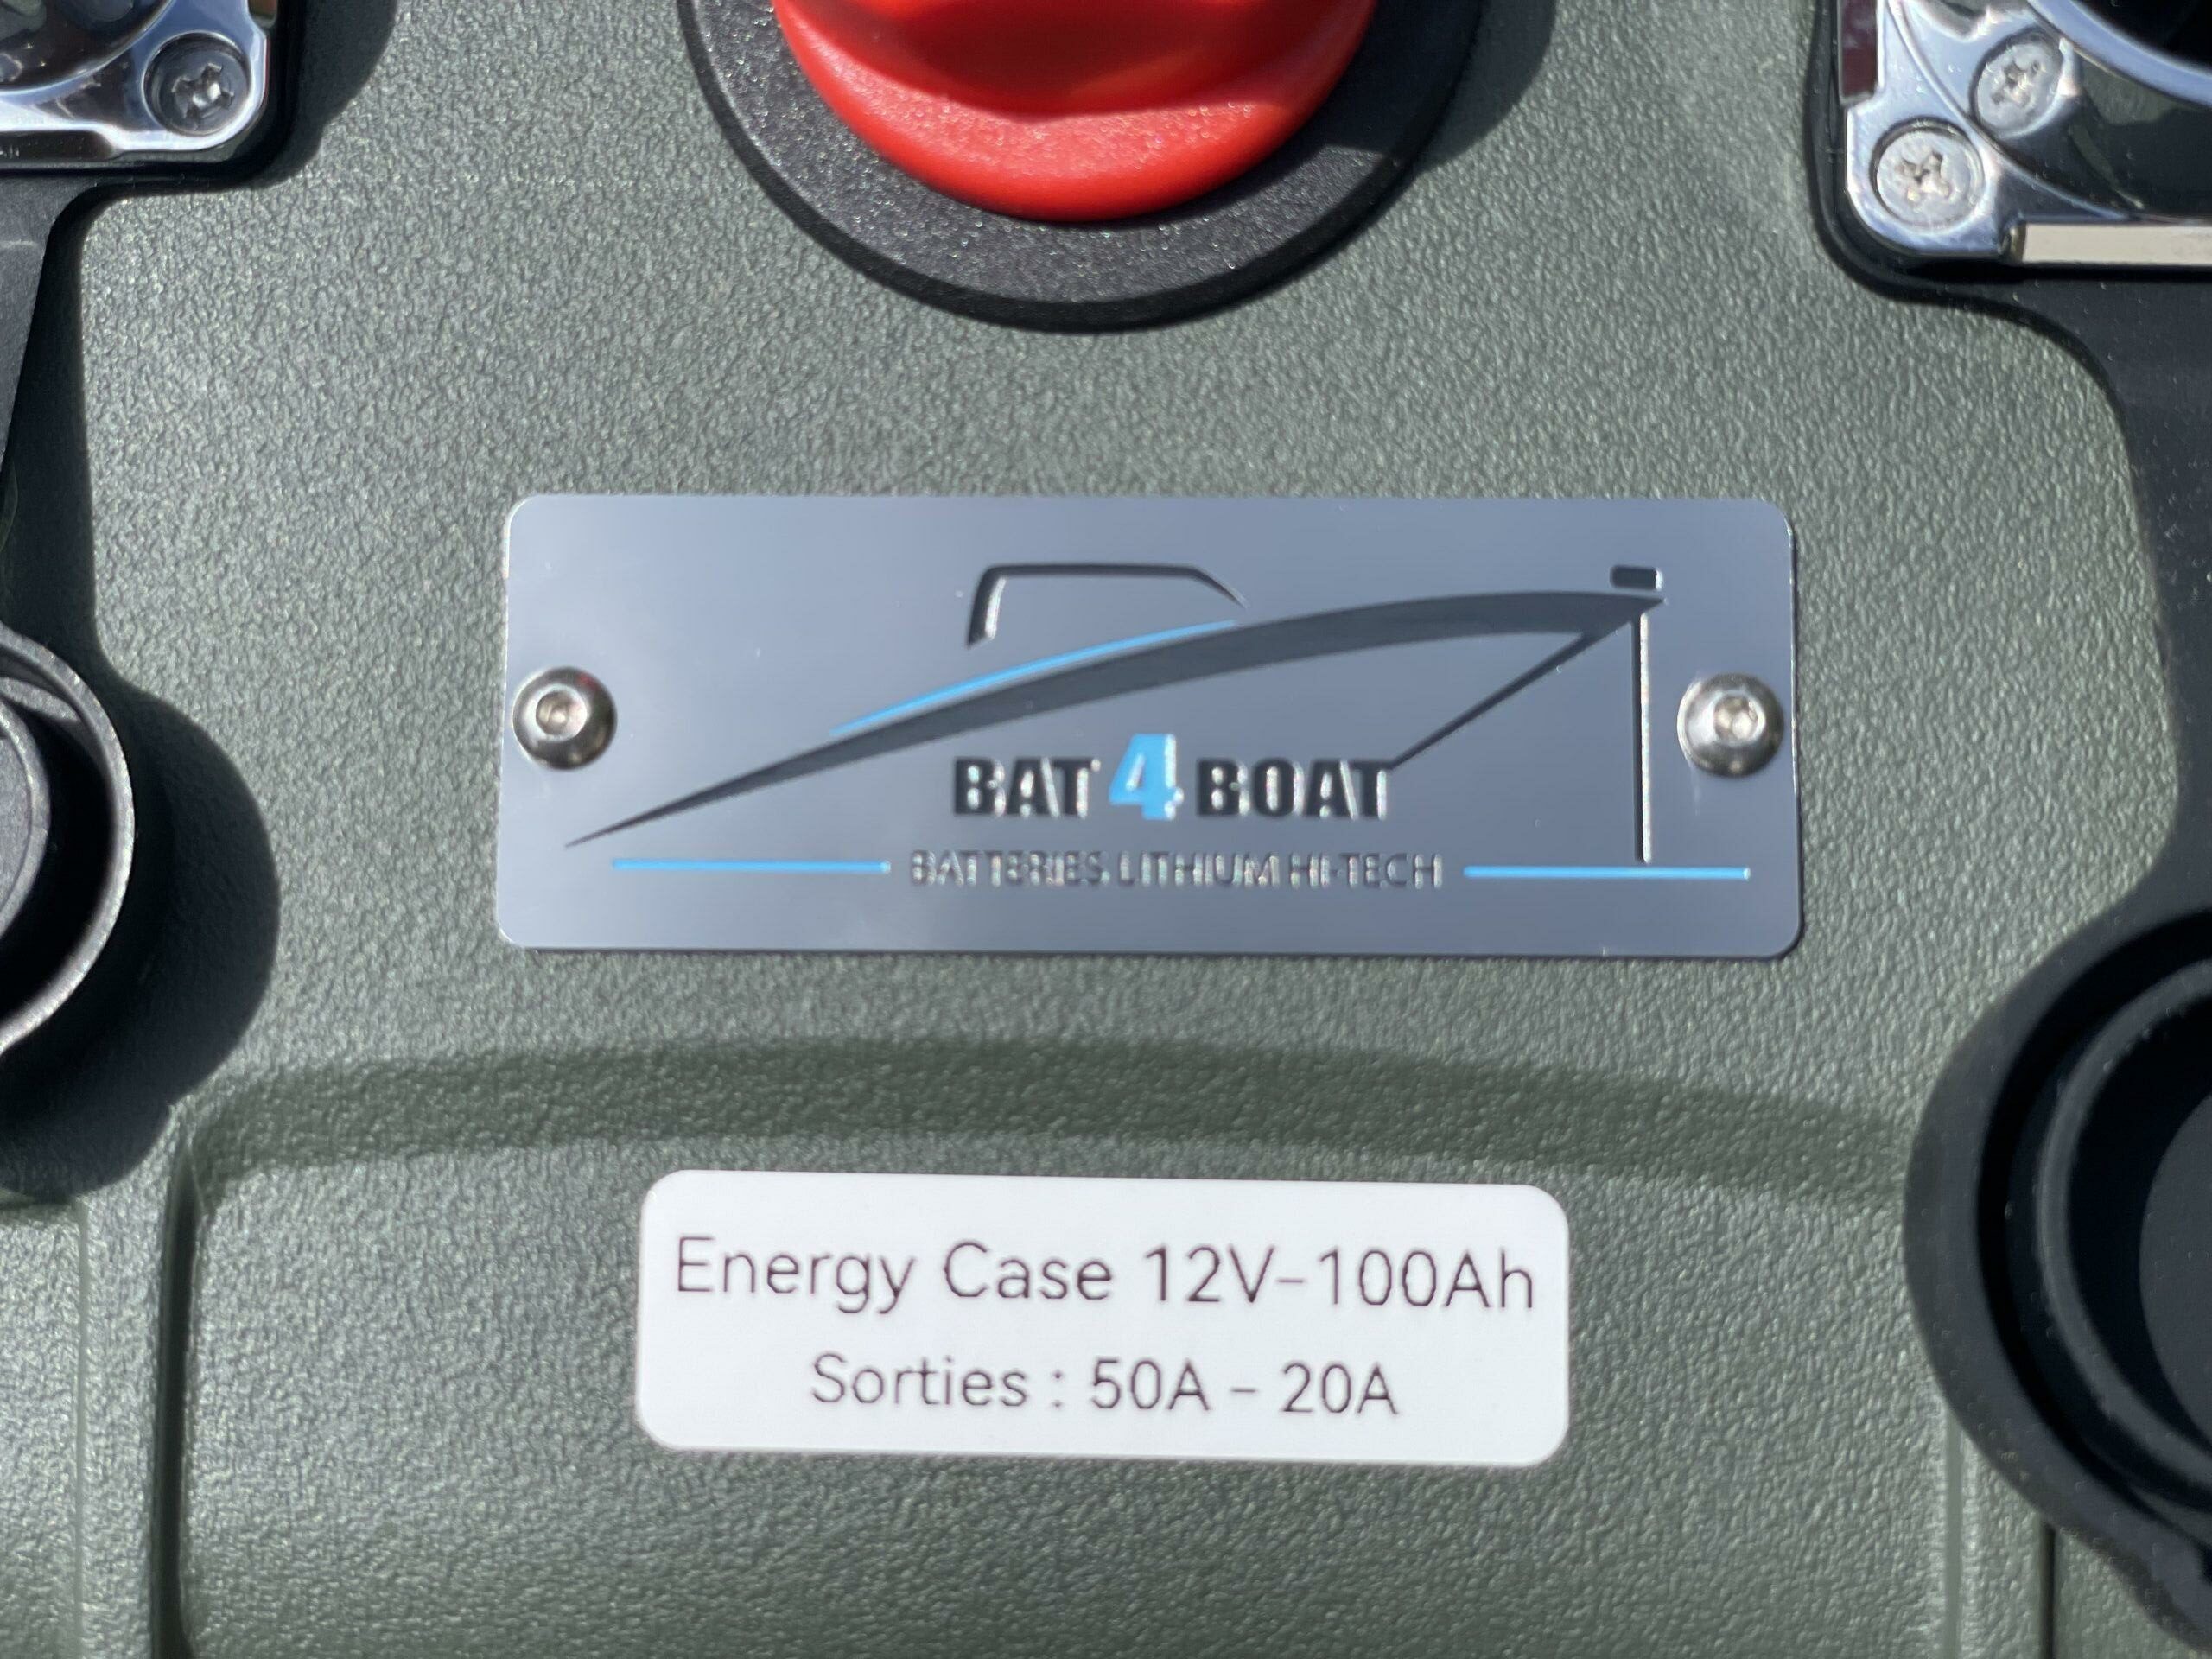 BAT 4 BOAT
BATTERIES LITHIUM HI-TECH
Energy Case 12V-100Ah
Sorties : 50A - 20A